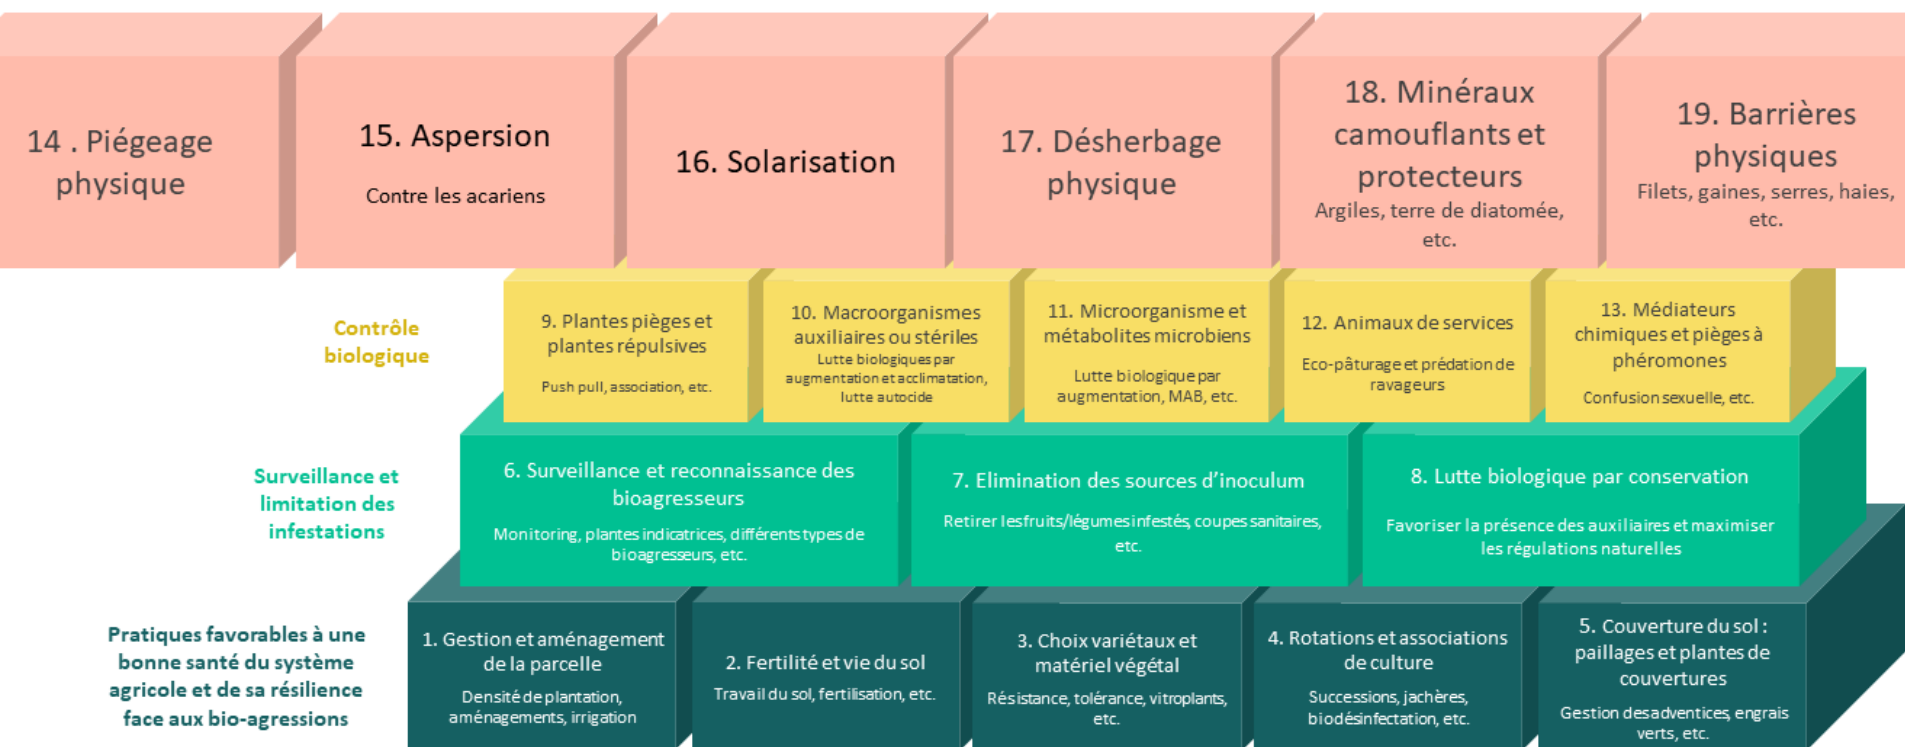 14 . Piégeage
physique
15. Aspersion
Contre les acariens
16. Solarisation
17. Désherbage
physique
18. Minéraux
camouflants et
protecteurs
Argiles, terre de diatomée,
etc.
19. Barrières
physiques
Filets, gaines, serres, haies,
etc.
Contrôle
biologique
9. Plantes pièges et
plantes répulsives
Push pull, association, etc.
10. Macroorganismes
auxiliaires ou stériles
Lutte biologiques par
augmentation et acclimatation,
lutte autocide
11. Microorganisme et
métabolites microbiens
Lutte biologique par
augmentation, MAB, etc.
12. Animaux de services
Eco-pâturage et prédation de
ravageurs
13. Médiateurs
chimiques et pièges à
phéromones
Confusion sexuelle, etc.
Surveillance et
limitation des
infestations
6. Surveillance et reconnaissance des
bioagresseurs
Monitoring, plantes indicatrices, différents types de
bioagresseurs, etc.
7. Elimination des sources d'inoculum
Retirer lesfruits/légumes infestés, coupes sanitaires,
etc.
8. Lutte biologique par conservation
Favoriser la présence des auxiliaires et maximiser
les régulations naturelles
Pratiques favorables à une
bonne santé du système
agricole et de sa résilience
face aux bio-agressions
1. Gestion et aménagement
de la parcelle
Densité de plantation,
aménagements, irrigation
2. Fertilité et vie du sol
Travail du sol, fertilisation, etc.
3. Choix variétaux et
matériel végétal
Résistance, tolérance, vitroplants,
etc.
4. Rotations et associations
de culture
Successions, jachères,
biodésinfectation, etc.
5. Couverture du sol :
paillages et plantes de
couvertures
Gestion desadventices, engrais
verts, etc.